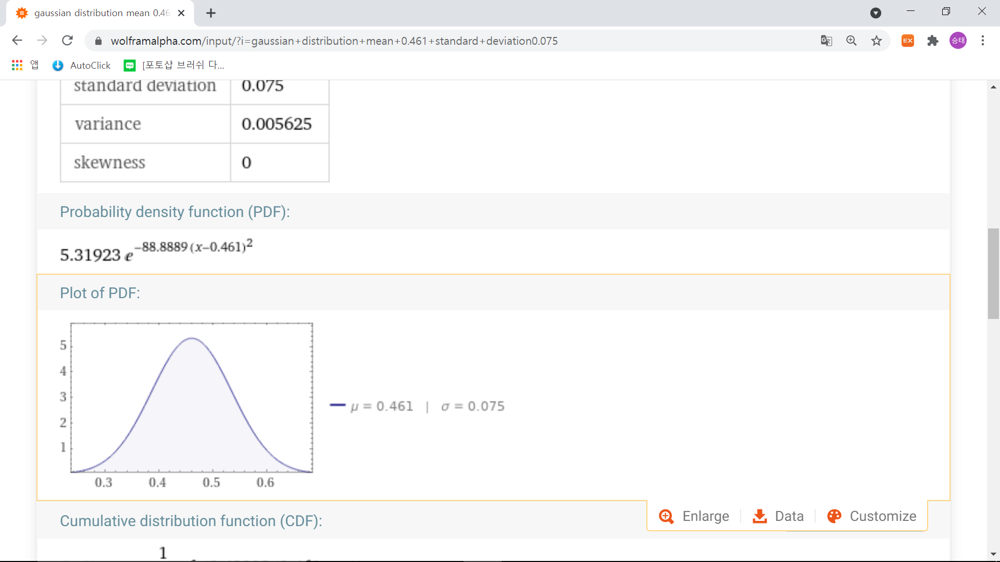 gaussian distribution mean 0.46
wolframalpha.com/input/?i=gaussian+distribution+mean+0.461+standard+deviation0.075
EX
승태
앱
AutoClick
blog
[포토샵 브러쉬 다...
standard deviation 0.075
variance 0.005625
skewness 0
Probability density function (PDF):
5.31923 e^-88.8889 (x-0.461)^2
Plot of PDF:
5
4
3
2
1
0.3 0.4 0.5 0.6
μ = 0.461 | σ = 0.075
Enlarge
Data
Customize
Cumulative distribution function (CDF):
1